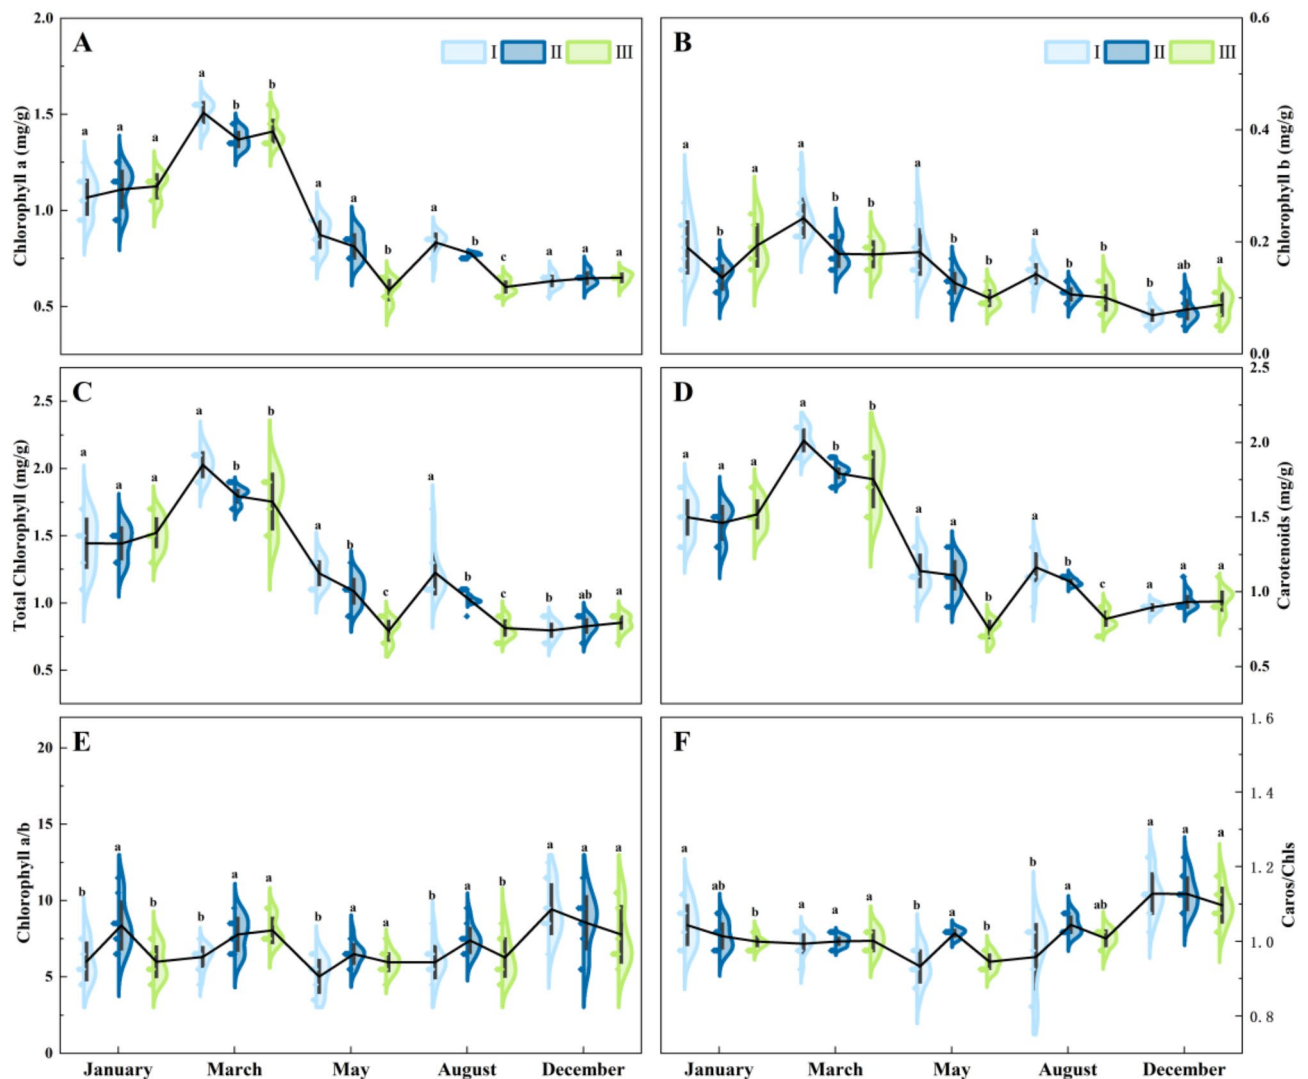 A
I II III
2.0
1.5
1.0
0.5
Chlorophyll a (mg/g)
a a a a b b a a b a b c a a a
B
I II III
0.6
0.4
0.2
0.0
Chlorophyll b (mg/g)
a b a a b b a b b a b b b ab a
C
2.5
2.0
1.5
1.0
0.5
Total Chlorophyll (mg/g)
a a a a b b a b c a b c b ab a
D
2.5
2.0
1.5
1.0
0.5
Carotenoids (mg/g)
a a a a b b a a b a b c a a a
E
20
15
10
5
0
Chlorophyll a/b
b a b b a a b a a b a b a a a
January March May August December
F
1.6
1.4
1.2
1.0
0.8
Caros/Chls
a ab b a a a b a b b a ab a a a
January March May August December